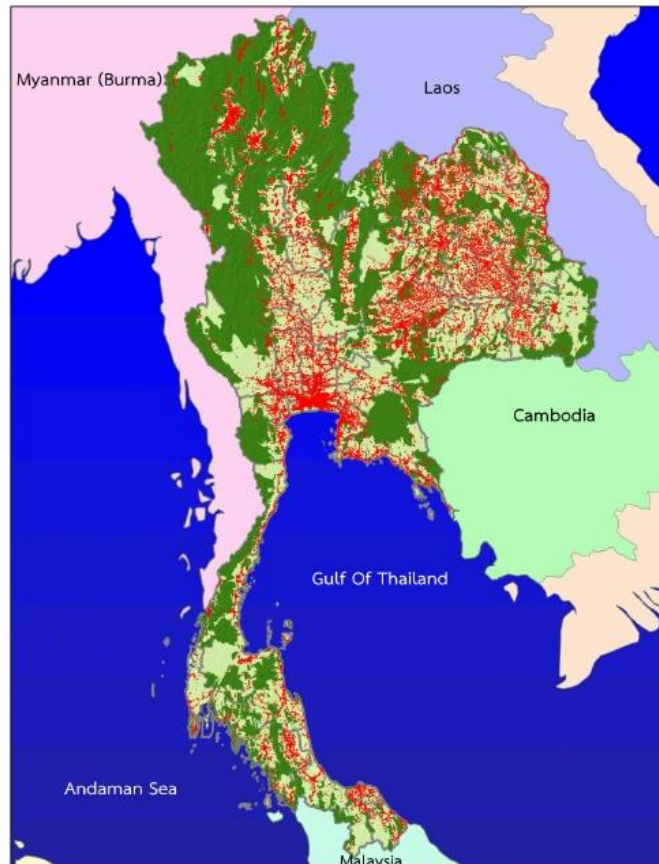 Myanmar (Burma)
Laos
Cambodia
Gulf Of Thailand
Andaman Sea
Malaysia